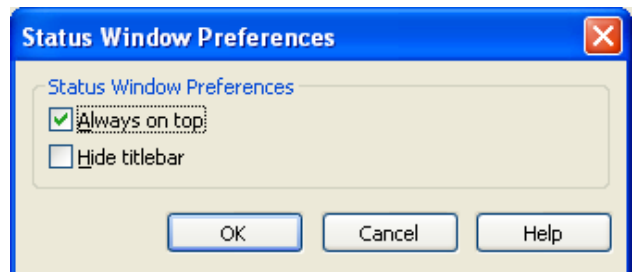 Status Window Preferences
Status Window Preferences
Always on top
Hide titlebar
OK Cancel Help